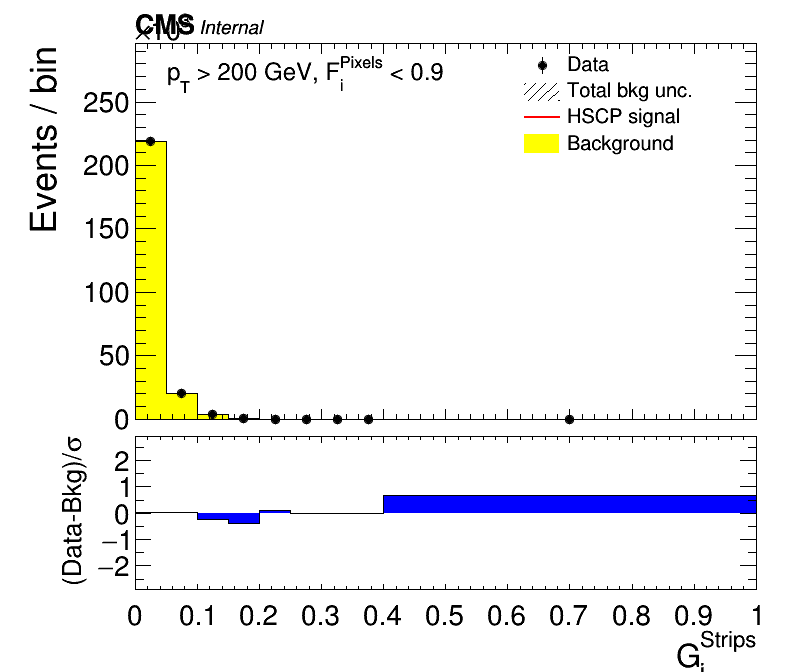 CMS Internal
×10³
p_T > 200 GeV, F_i^Pixels < 0.9
Data
Total bkg unc.
HSCP signal
Background
Events / bin
250
200
150
100
50
0
(Data-Bkg)/σ
2
1
0
−1
−2
0 0.1 0.2 0.3 0.4 0.5 0.6 0.7 0.8 0.9 1
G_i^Strips